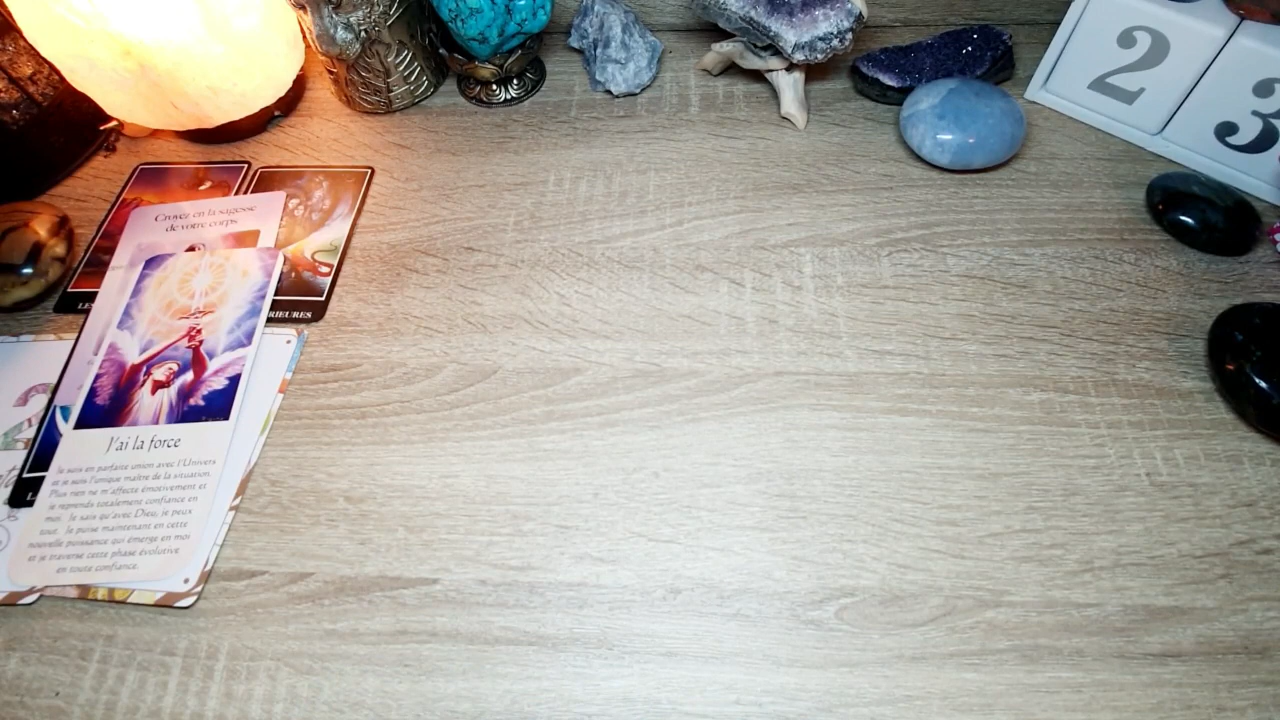 2
3
Croyez en la sagesse
de votre corps
LES
RIEURES
2
J'ai la force
Je suis en parfaite union avec l'Univers
et je suis l'unique maître de la situation.
Plus rien ne m'affecte émotivement et
je reprends totalement confiance en
moi. Je sais qu'avec Dieu, je peux
tout. Je puise maintenant en cette
nouvelle puissance qui émerge en moi
et je traverse cette phase évolutive
en toute confiance.
L